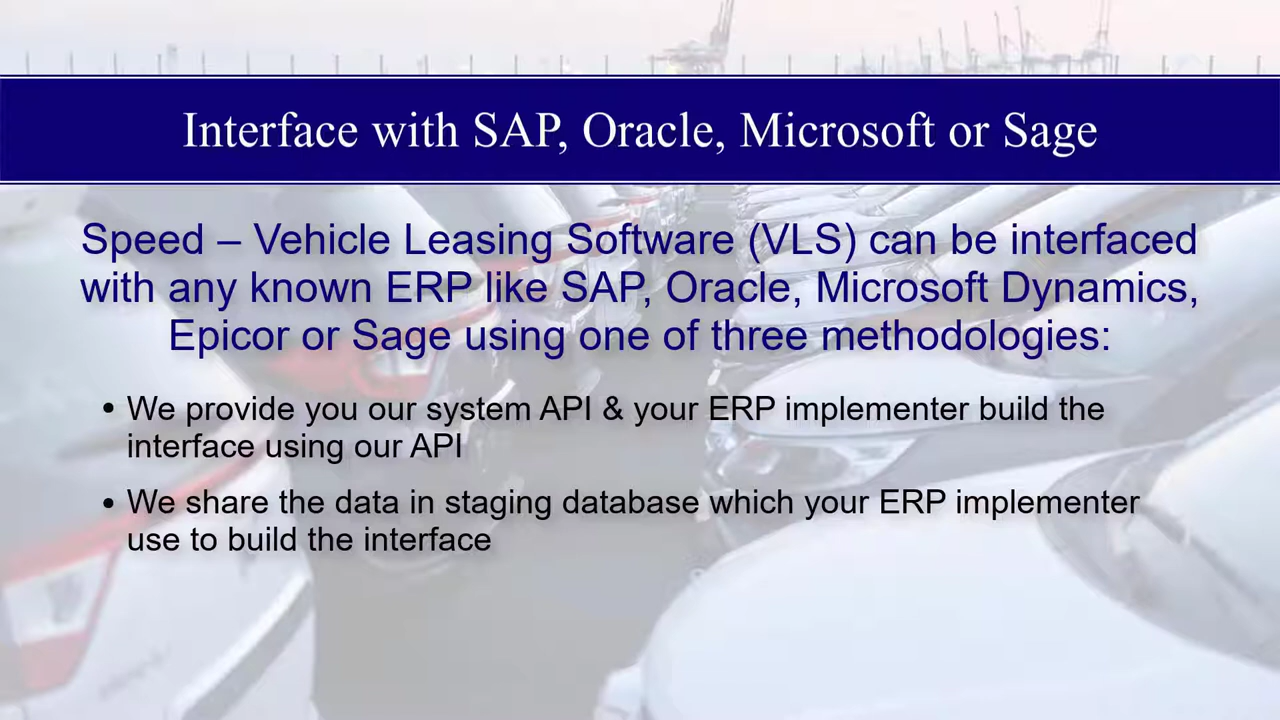 Interface with SAP, Oracle, Microsoft or Sage
Speed – Vehicle Leasing Software (VLS) can be interfaced
with any known ERP like SAP, Oracle, Microsoft Dynamics,
Epicor or Sage using one of three methodologies:
• We provide you our system API & your ERP implementer build the
interface using our API
• We share the data in staging database which your ERP implementer
use to build the interface